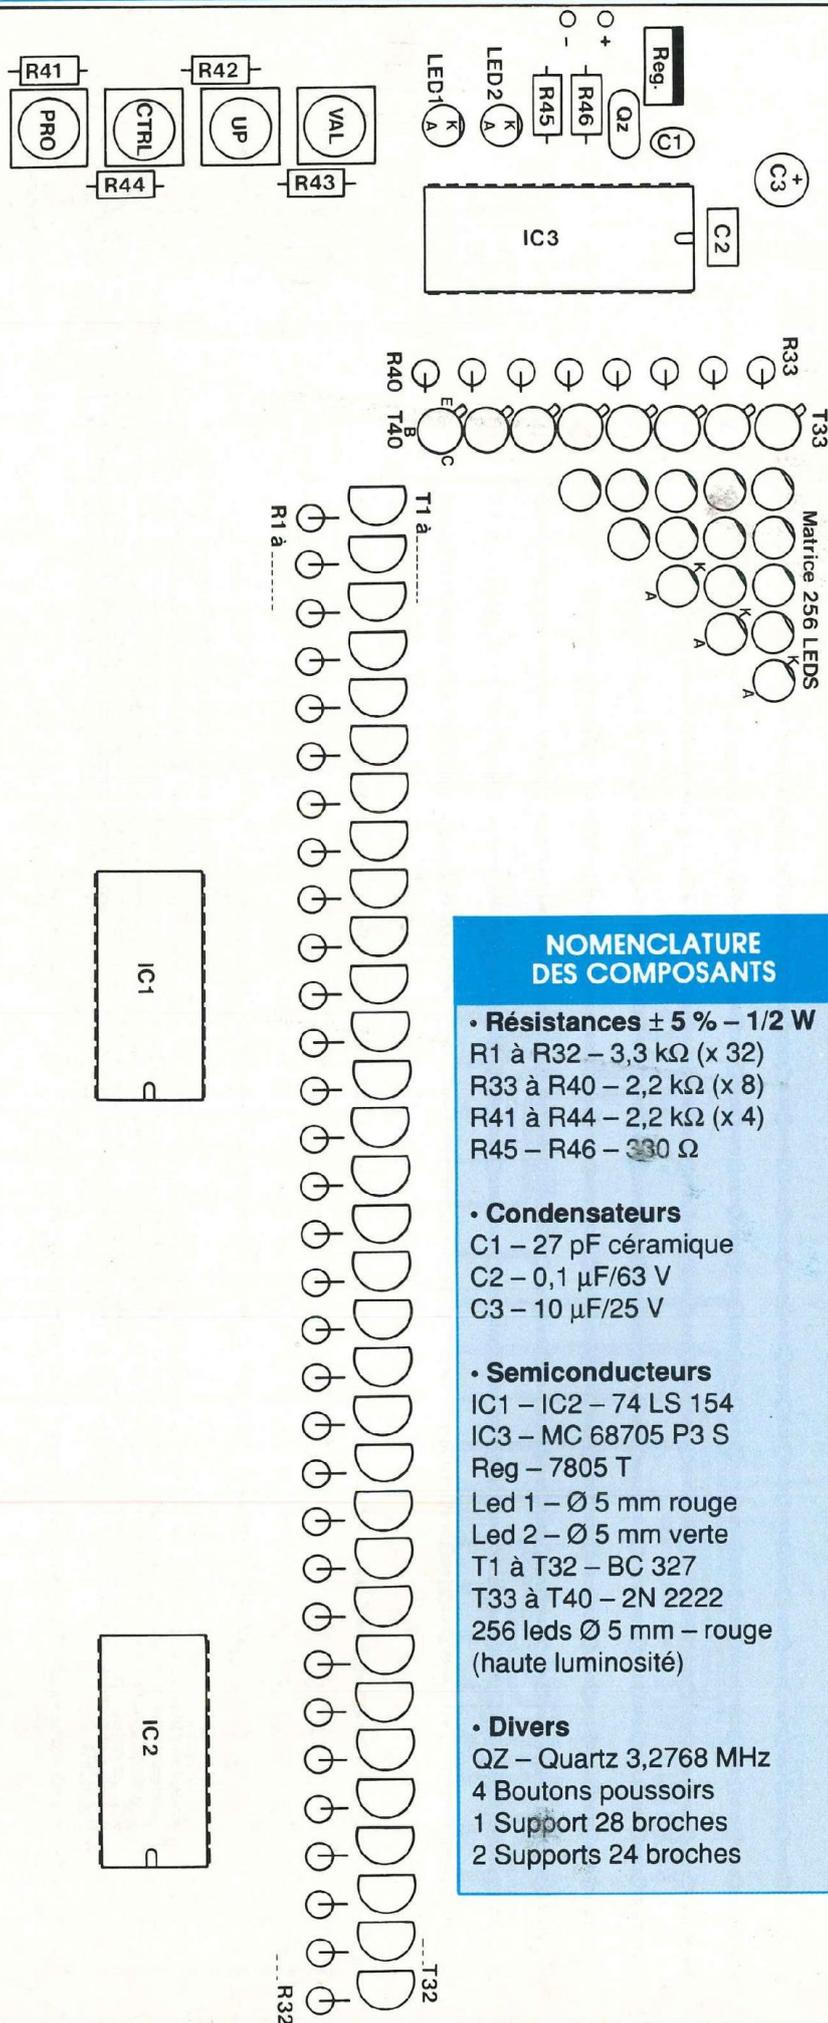 R41
R42
PRO
CTRL
UP
VAL
R44
R43
LED1
A
K
LED2
A
K
R45
R46
-
+
Qz
Reg.
C1
C3
+
IC3
C2
R40
R33
T40
E
B
C
T33
Matrice 256 LEDS
K
A
K
A
K
A
T1 à
R1 à
IC1
IC2
T32
R32
NOMENCLATURE
DES COMPOSANTS
• Résistances ± 5 % – 1/2 W
R1 à R32 – 3,3 kΩ (x 32)
R33 à R40 – 2,2 kΩ (x 8)
R41 à R44 – 2,2 kΩ (x 4)
R45 – R46 – 330 Ω
• Condensateurs
C1 – 27 pF céramique
C2 – 0,1 µF/63 V
C3 – 10 µF/25 V
• Semiconducteurs
IC1 – IC2 – 74 LS 154
IC3 – MC 68705 P3 S
Reg – 7805 T
Led 1 – Ø 5 mm rouge
Led 2 – Ø 5 mm verte
T1 à T32 – BC 327
T33 à T40 – 2N 2222
256 leds Ø 5 mm – rouge
(haute luminosité)
• Divers
QZ – Quartz 3,2768 MHz
4 Boutons poussoirs
1 Support 28 broches
2 Supports 24 broches